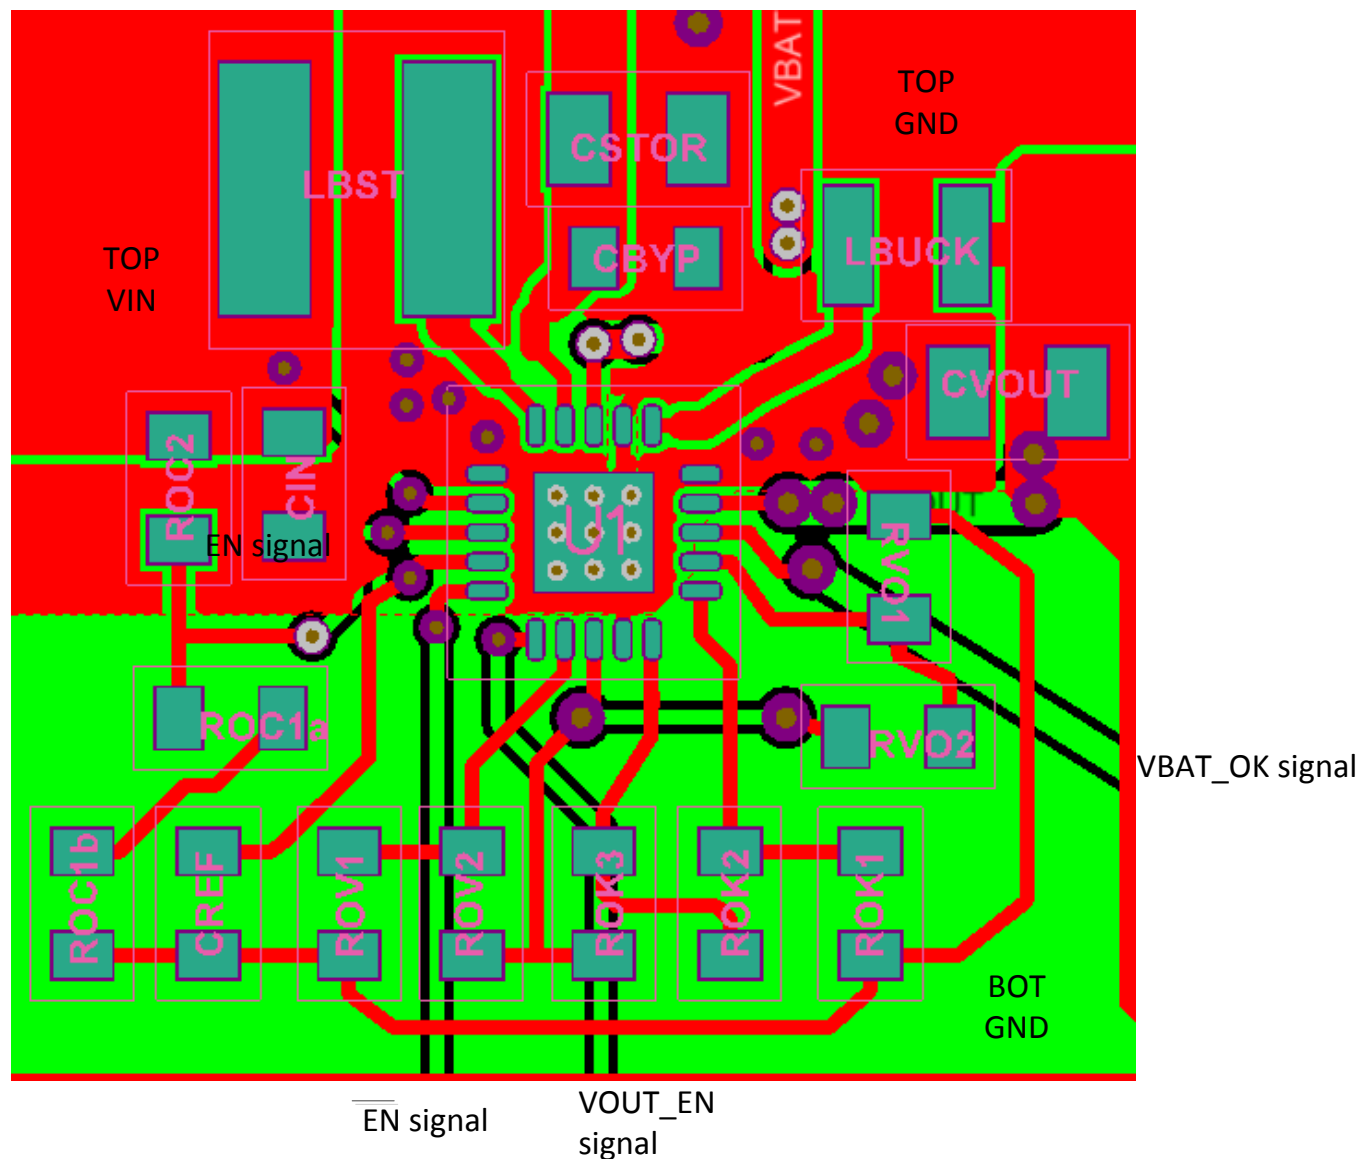 VBAT
TOP
GND
CSTOR
LBST
CBYP
LBUCK
TOP
VIN
CVOUT
ROC2
CIN
EN signal
U1
RVO1
ROC1a
RVO2
VBAT_OK signal
ROC1b
CREF
ROV1
ROV2
ROK3
ROK2
ROK1
BOT
GND
EN signal
VOUT_EN
signal